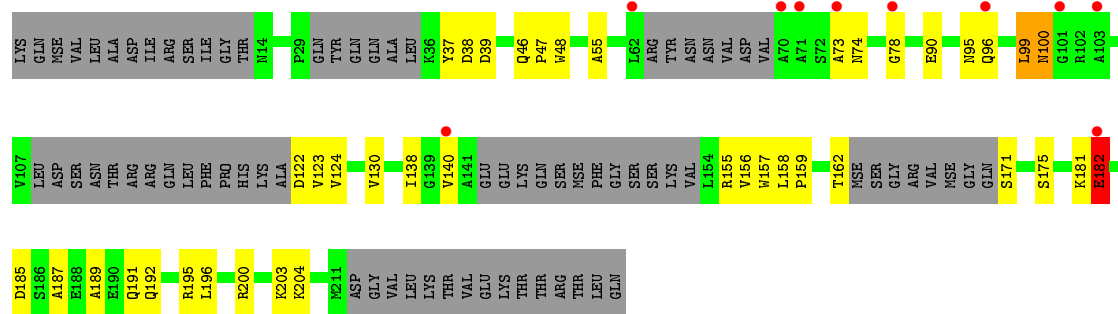 LYS GLN MSE VAL LEU ALA ASP ILE ARG SER ILE GLY THR N14 P29 GLN TYR GLN GLN ALA LEU K36 Y37 D38 D39 Q46 P47 W48 A55 L62 ARG TYR ASN ASN VAL ASP VAL A70 A71 S72 A73 N74 G78 E90 N95 Q96 L99 N100 G101 R102 A103
V107 LEU ASP SER ASN THR ARG ARG GLN LEU PHE PRO HIS LYS ALA D122 V123 V124 V130 I138 G139 V140 A141 GLU GLU LYS GLN SER MSE PHE GLY SER SER LYS VAL L154 R155 V156 W157 L158 P159 T162 MSE SER GLY ARG VAL MSE GLY GLN S171 S175 K181 E182
D185 S186 A187 E188 A189 E190 Q191 Q192 R195 L196 R200 K203 K204 M211 ASP GLY VAL LEU LYS THR VAL GLU LYS THR THR ARG THR LEU GLN